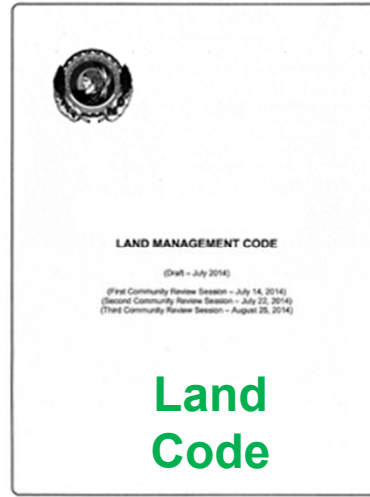 LAND MANAGEMENT CODE
(Draft – July 2014)
(First Community Review Session – July 14, 2014)
(Second Community Review Session – July 22, 2014)
(Third Community Review Session – August 26, 2014)
Land
Code